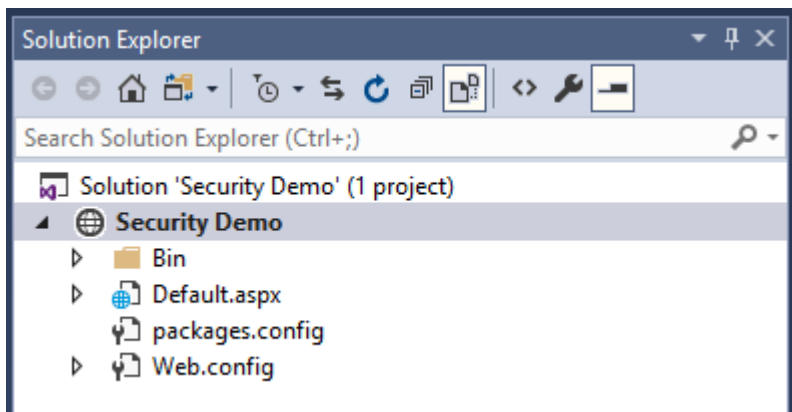 Solution Explorer
Search Solution Explorer (Ctrl+;)
Solution 'Security Demo' (1 project)
Security Demo
Bin
Default.aspx
packages.config
Web.config